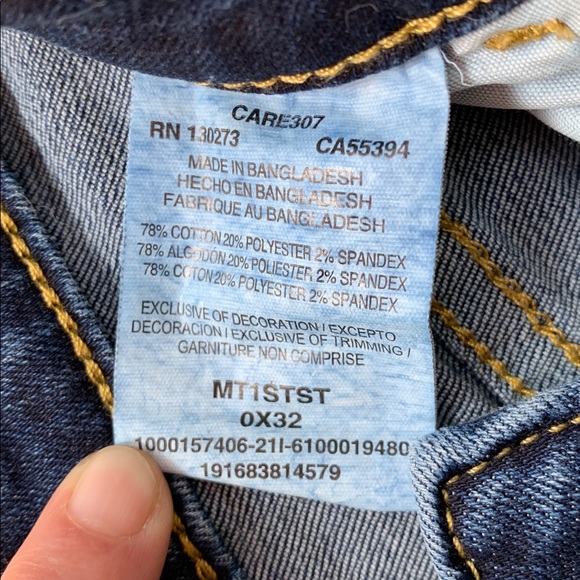 CARE307
RN 130273 CA55394
MADE IN BANGLADESH
HECHO EN BANGLADESH
FABRIQUE AU BANGLADESH
78% COTTON 20% POLYESTER 2% SPANDEX
78% ALGODÓN 20% POLIESTER 2% SPANDEX
78% COTON 20% POLYESTER 2% SPANDEX
EXCLUSIVE OF DECORATION / EXCEPTO
DECORACION / EXCLUSIVE OF TRIMMING /
GARNITURE NON COMPRISE
MT1STST
0X32
1000157406-21I-6100019480
191683814579